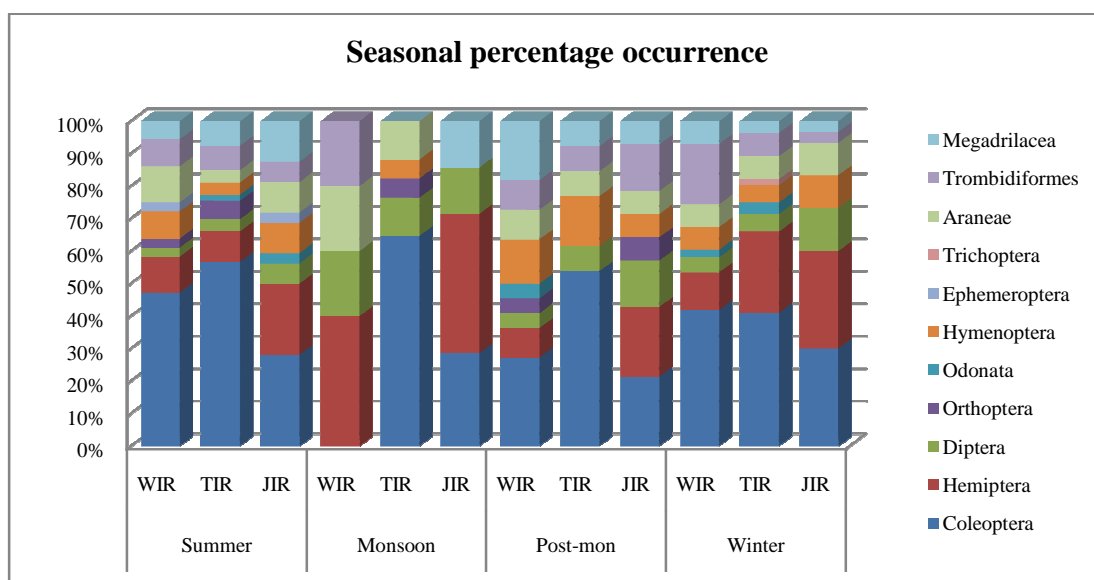 Seasonal percentage occurrence
100%
90%
80%
70%
60%
50%
40%
30%
20%
10%
0%
WIR TIR JIR WIR TIR JIR WIR TIR JIR WIR TIR JIR
Summer Monsoon Post-mon Winter
Megadrilacea
Trombidiformes
Araneae
Trichoptera
Ephemeroptera
Hymenoptera
Odonata
Orthoptera
Diptera
Hemiptera
Coleoptera